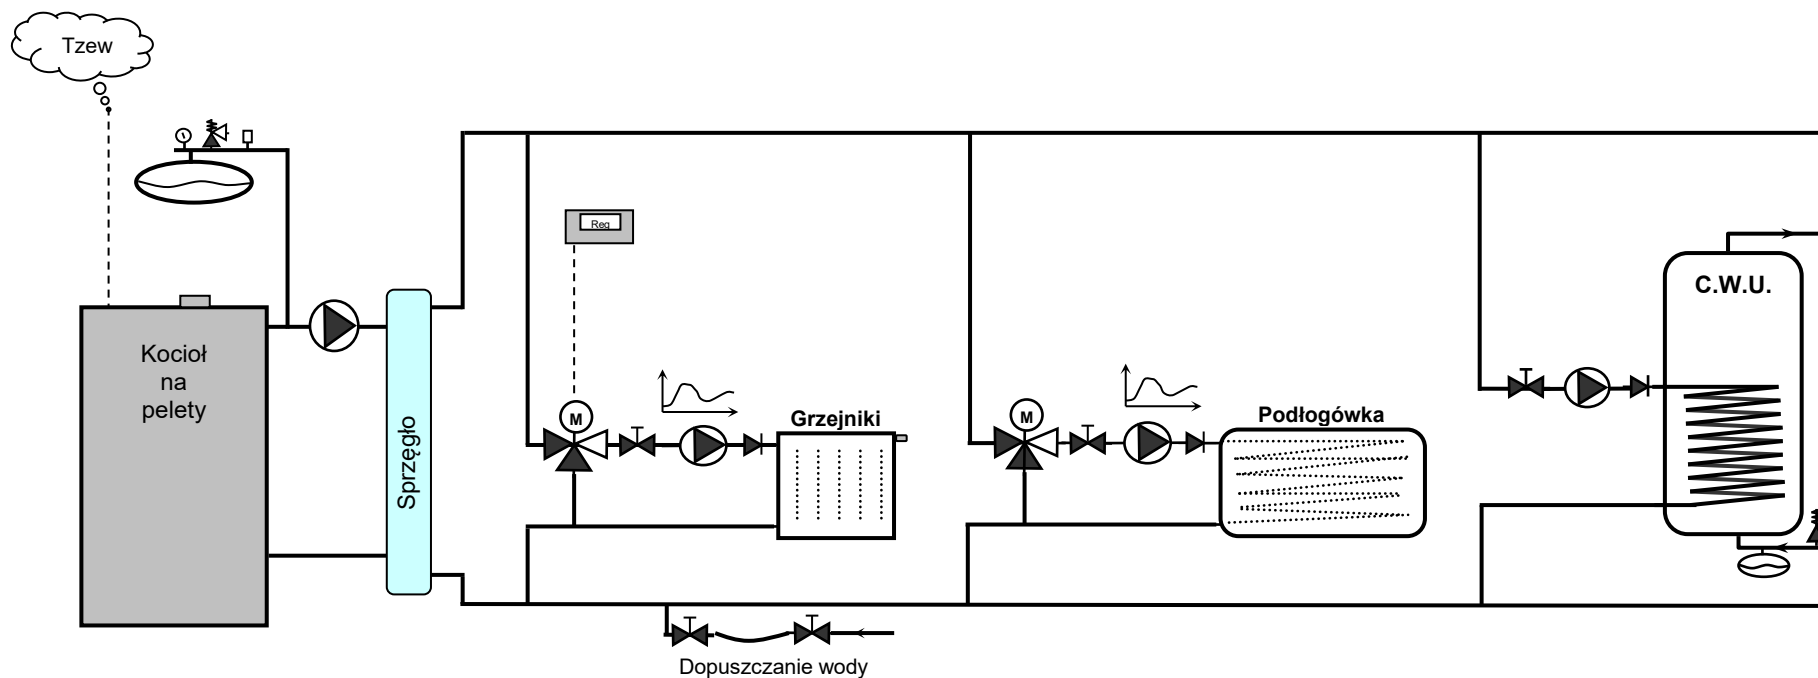 Tzew
Reg
Kocioł
na
pelety
Sprzęgło
M
Grzejniki
M
Podłogówka
C.W.U.
Dopuszczanie wody